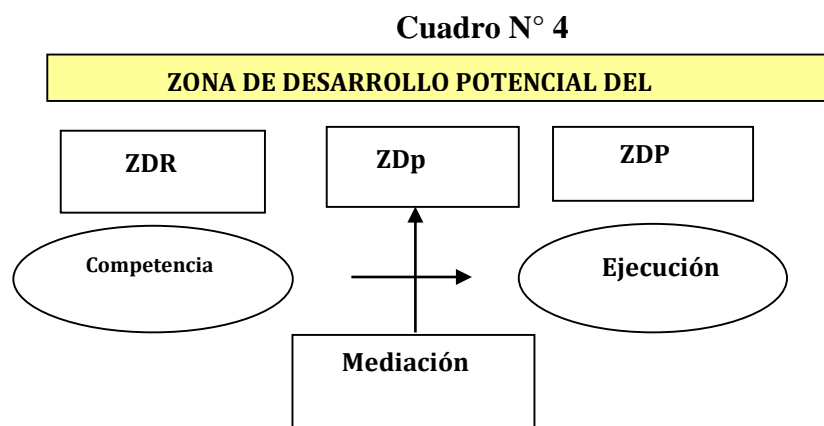 Cuadro N° 4
ZONA DE DESARROLLO POTENCIAL DEL
ZDR
ZDp
ZDP
Competencia
Ejecución
Mediación